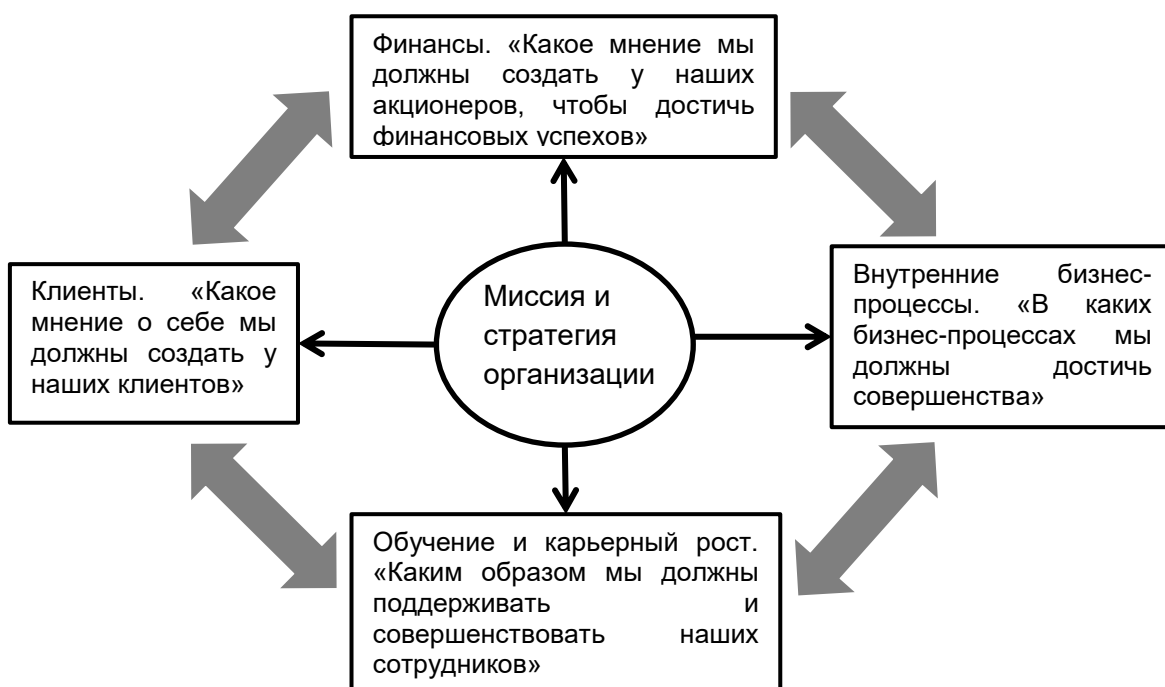 Финансы. «Какое мнение мы
должны создать у наших
акционеров, чтобы достичь
финансовых успехов»
Клиенты. «Какое
мнение о себе мы
должны создать у
наших клиентов»
Миссия и
стратегия
организации
Внутренние бизнес-
процессы. «В каких
бизнес-процессах мы
должны достичь
совершенства»
Обучение и карьерный рост.
«Каким образом мы должны
поддерживать и
совершенствовать наших
сотрудников»